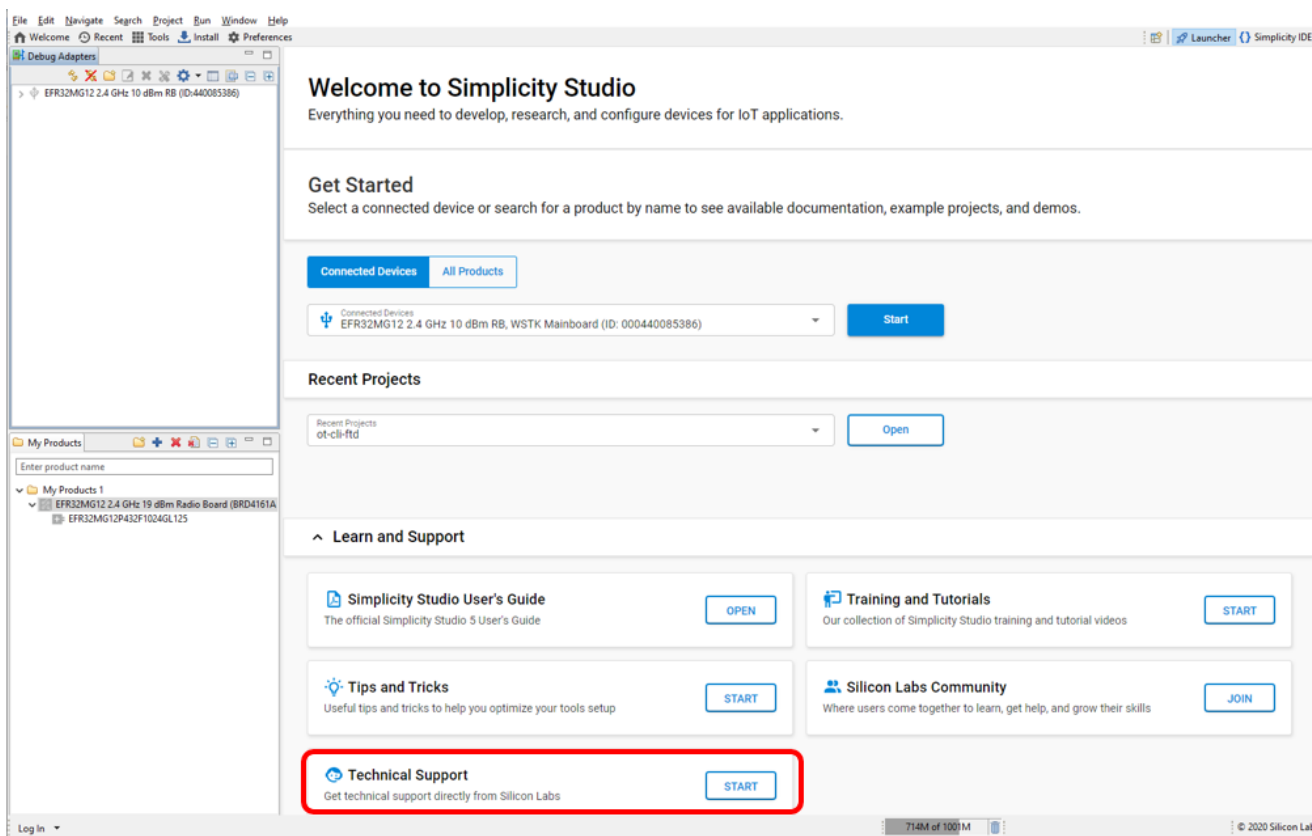 File Edit Navigate Search Project Run Window Help
Welcome Recent Tools Install Preferences
Launcher Simplicity IDE
Debug Adapters
EFR32MG12 2.4 GHz 10 dBm RB (ID:440085386)
Welcome to Simplicity Studio
Everything you need to develop, research, and configure devices for IoT applications.
Get Started
Select a connected device or search for a product by name to see available documentation, example projects, and demos.
Connected Devices All Products
Connected Devices
EFR32MG12 2.4 GHz 10 dBm RB, WSTK Mainboard (ID: 000440085386)
Start
Recent Projects
Recent Projects
ot-cli-ftd
Open
My Products
Enter product name
My Products 1
EFR32MG12 2.4 GHz 19 dBm Radio Board (BRD4161A
EFR32MG12P432F1024GL125
Learn and Support
Simplicity Studio User's Guide
The official Simplicity Studio 5 User's Guide
OPEN
Training and Tutorials
Our collection of Simplicity Studio training and tutorial videos
START
Tips and Tricks
Useful tips and tricks to help you optimize your tools setup
START
Silicon Labs Community
Where users come together to learn, get help, and grow their skills
JOIN
Technical Support
Get technical support directly from Silicon Labs
START
Log In
714M of 1001M
© 2020 Silicon Lab